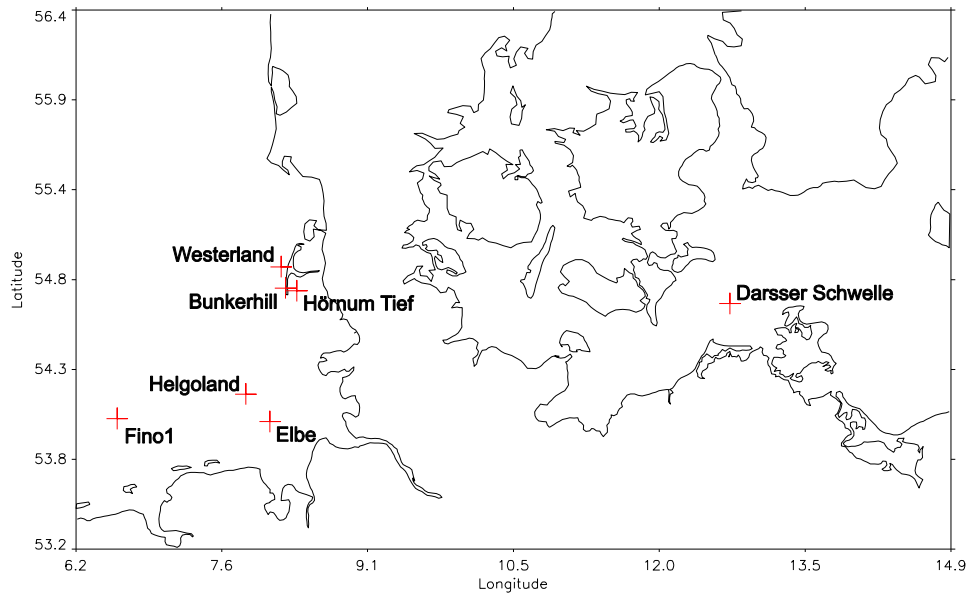 56.4
55.9
55.4
54.8
54.3
53.8
53.2
Latitude
Westerland
Bunkerhill
Hörnum Tief
Darsser Schwelle
Helgoland
Fino1
Elbe
6.2 7.6 9.1 10.5 12.0 13.5 14.9
Longitude